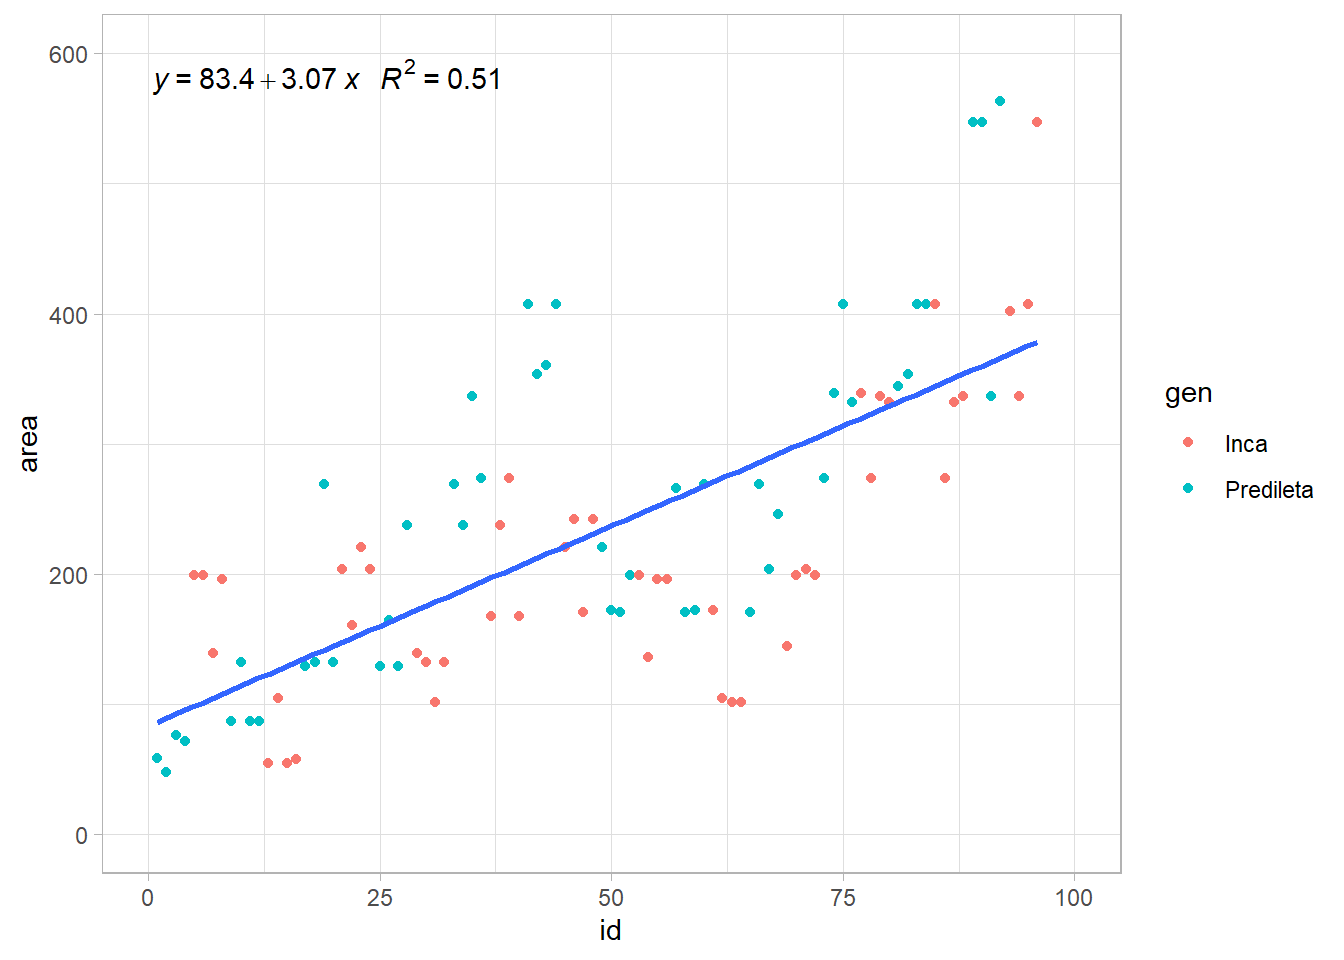 600
y = 83.4 + 3.07 x R² = 0.51
400
200
0
0 25 50 75 100
id
area
gen
Inca
Predileta